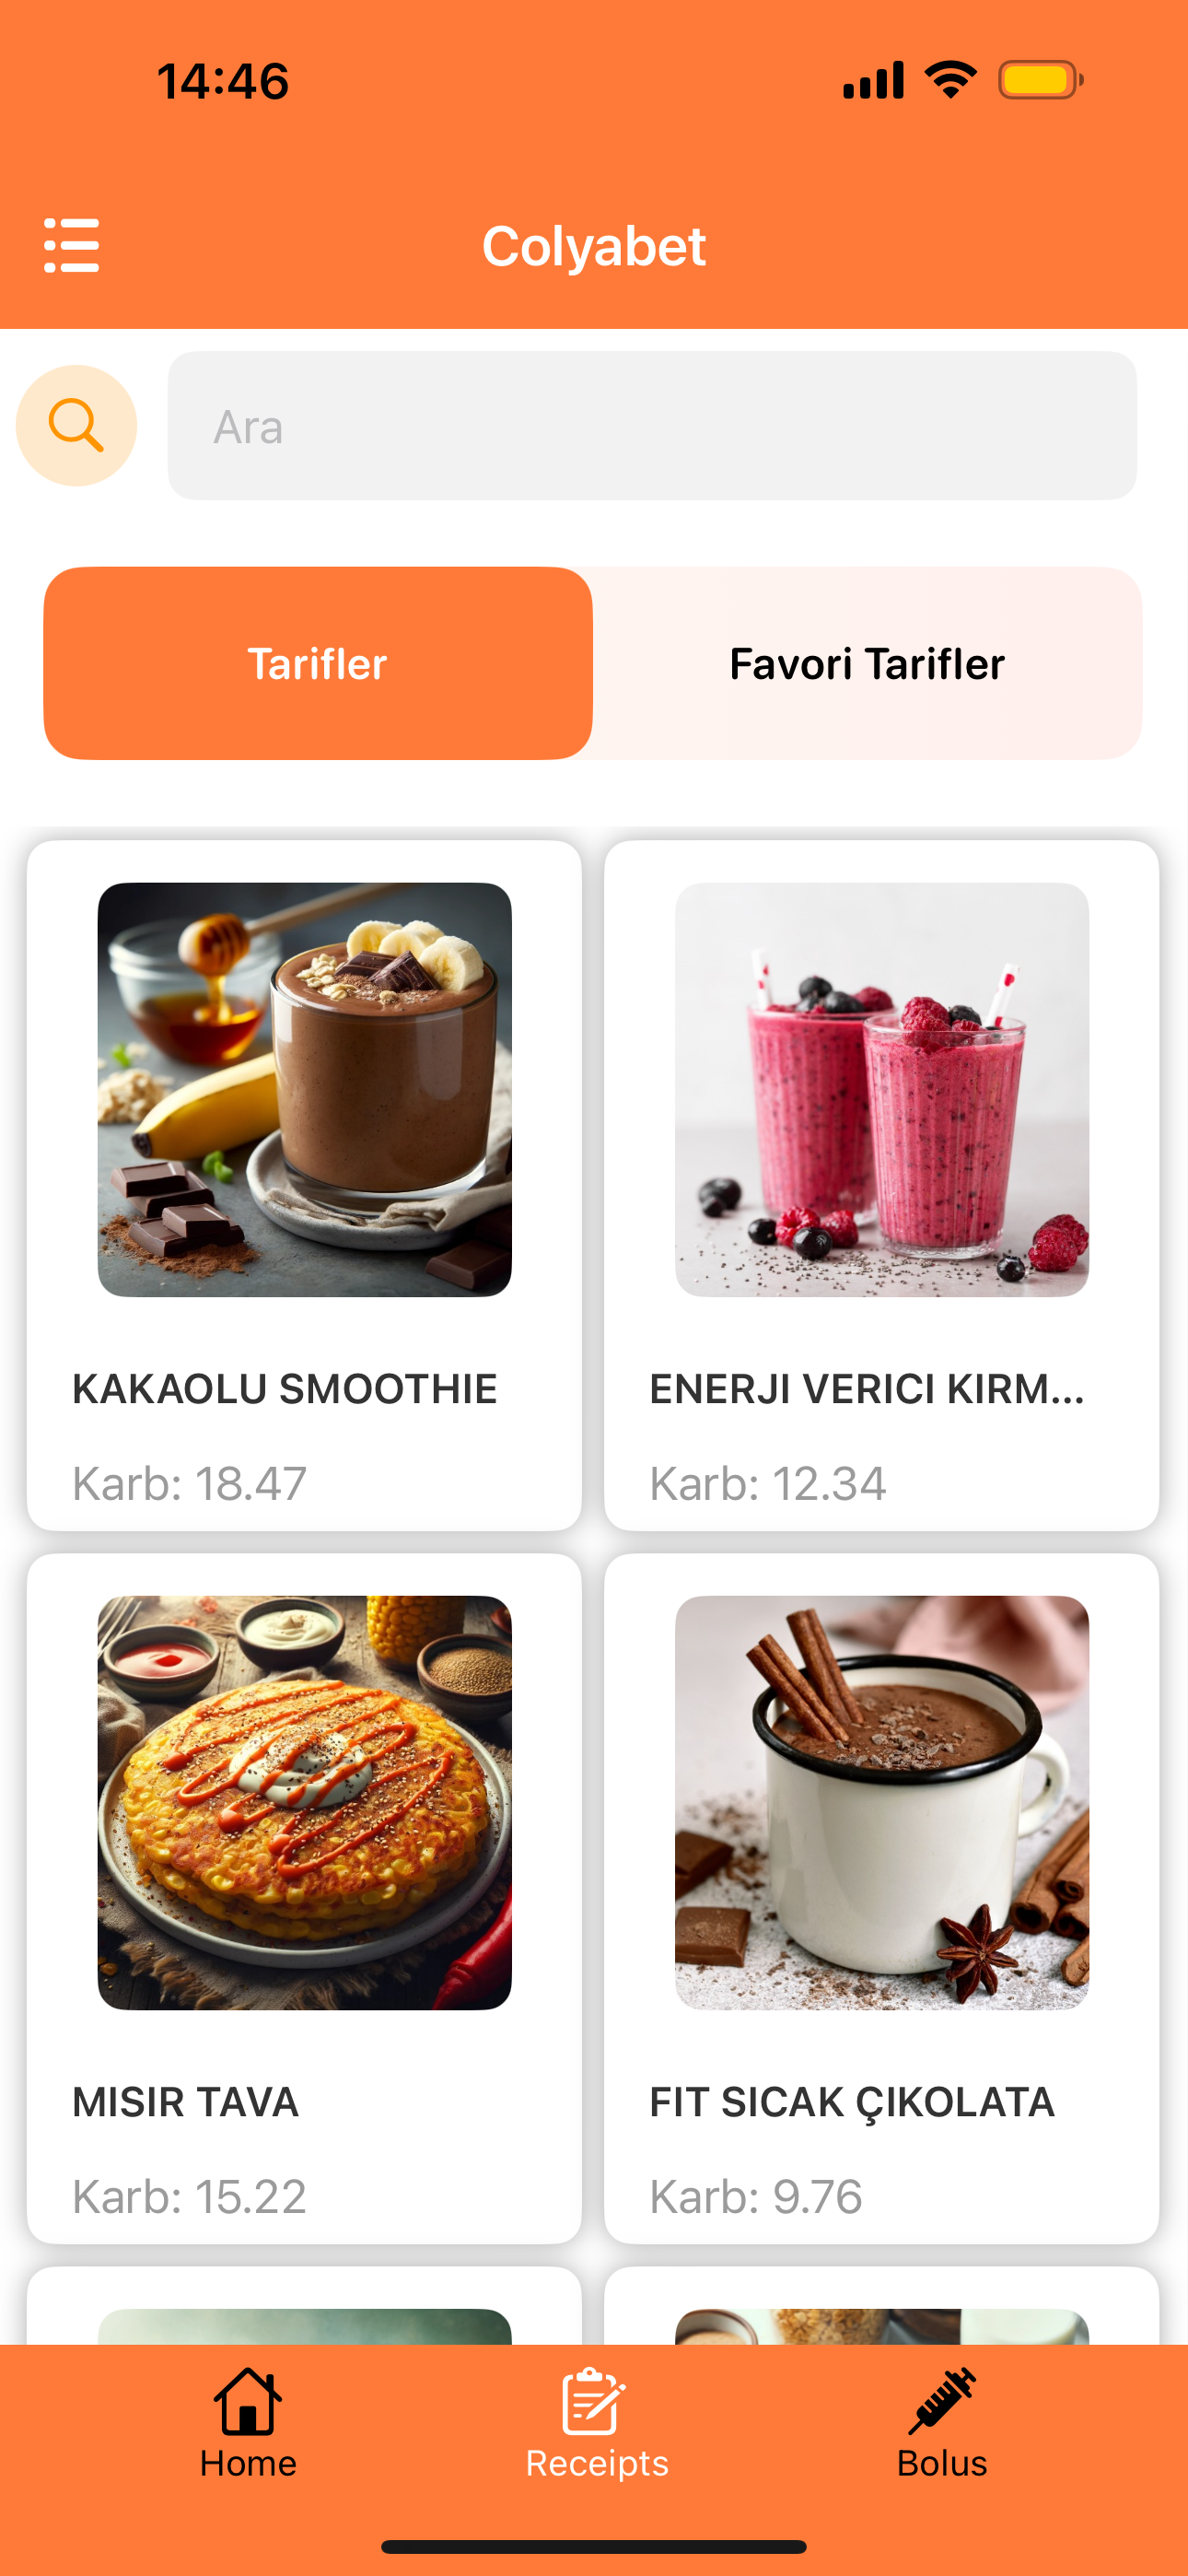 14:46
Colyabet
Ara
Tarifler
Favori Tarifler
KAKAOLU SMOOTHIE
ENERJI VERICI KIRM...
Karb: 18.47
Karb: 12.34
MISIR TAVA
FIT SICAK ÇIKOLATA
Karb: 15.22
Karb: 9.76
Home
Receipts
Bolus